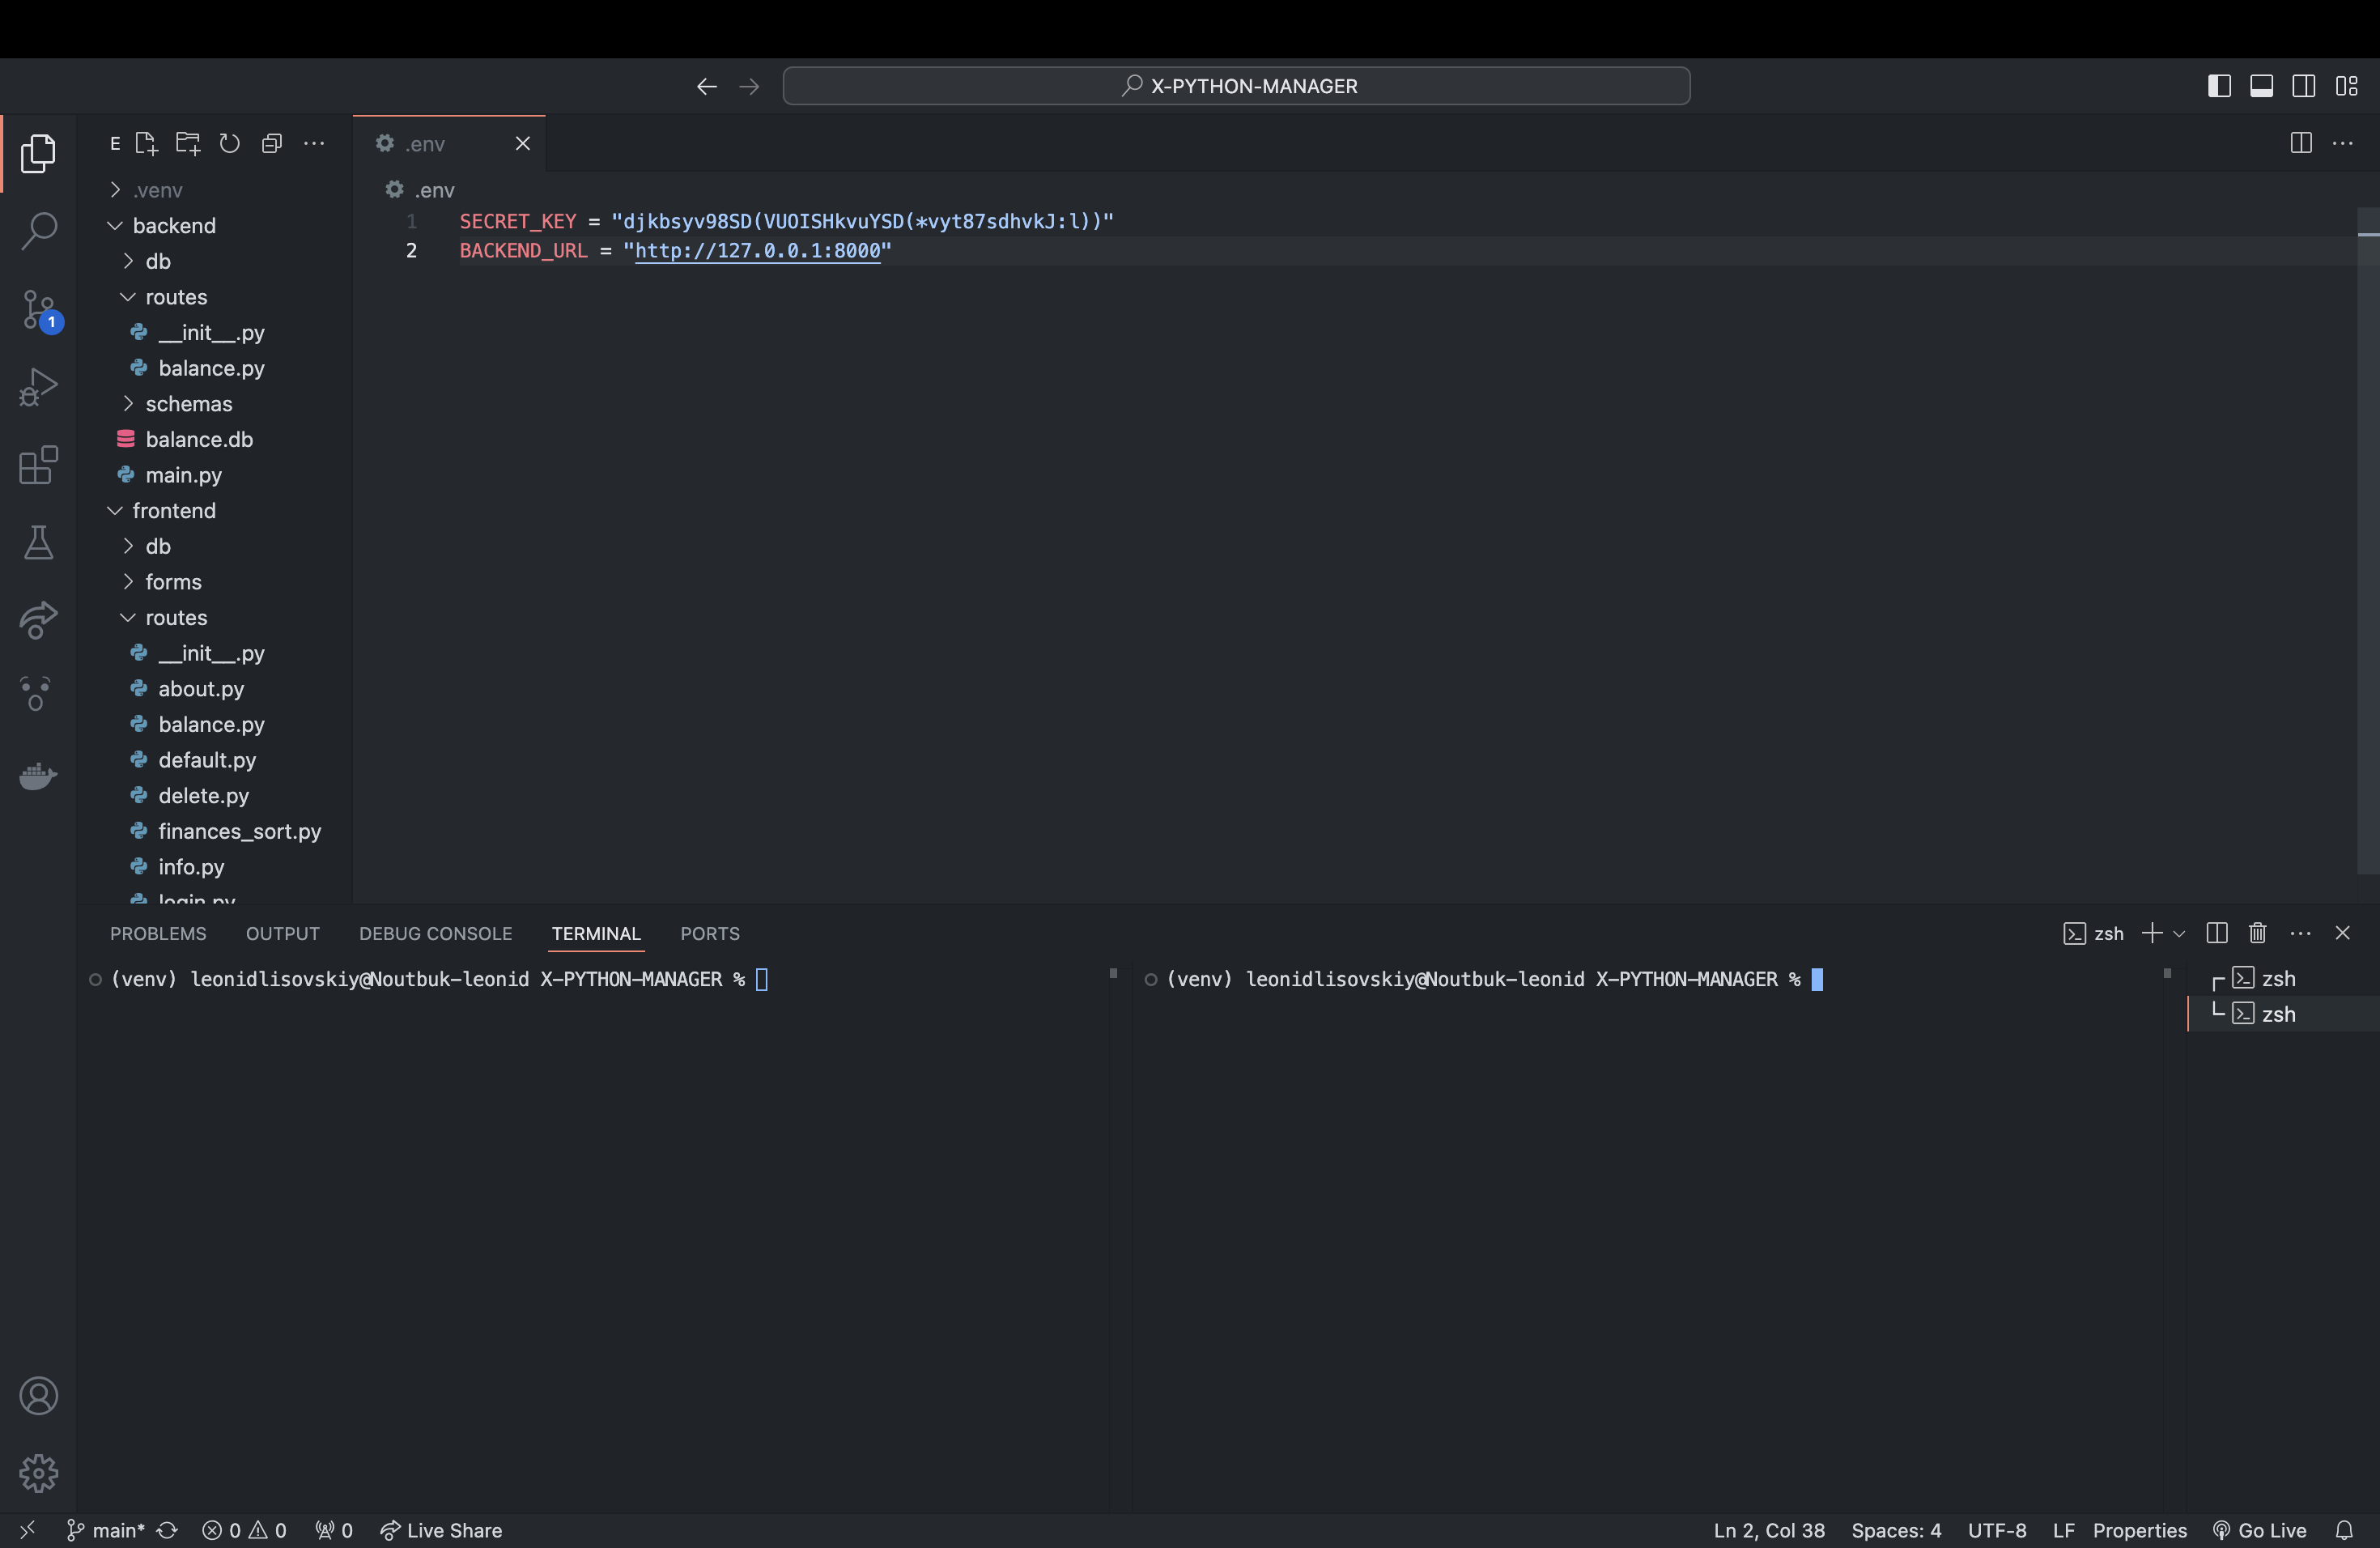 X-PYTHON-MANAGER
E
.env
.venv
backend
db
routes
__init__.py
balance.py
schemas
balance.db
main.py
frontend
db
forms
routes
__init__.py
about.py
balance.py
default.py
delete.py
finances_sort.py
info.py
login.py
1
.env
1 SECRET_KEY = "djkbsyv98SD(VUOISHkvuYSD(*vyt87sdhvkJ:l))"
2 BACKEND_URL = "http://127.0.0.1:8000"
PROBLEMS OUTPUT DEBUG CONSOLE TERMINAL PORTS
zsh
(venv) leonidlisovskiy@Noutbuk-leonid X-PYTHON-MANAGER %
(venv) leonidlisovskiy@Noutbuk-leonid X-PYTHON-MANAGER %
zsh
zsh
main* 0 0 0 Live Share
Ln 2, Col 38 Spaces: 4 UTF-8 LF Properties Go Live